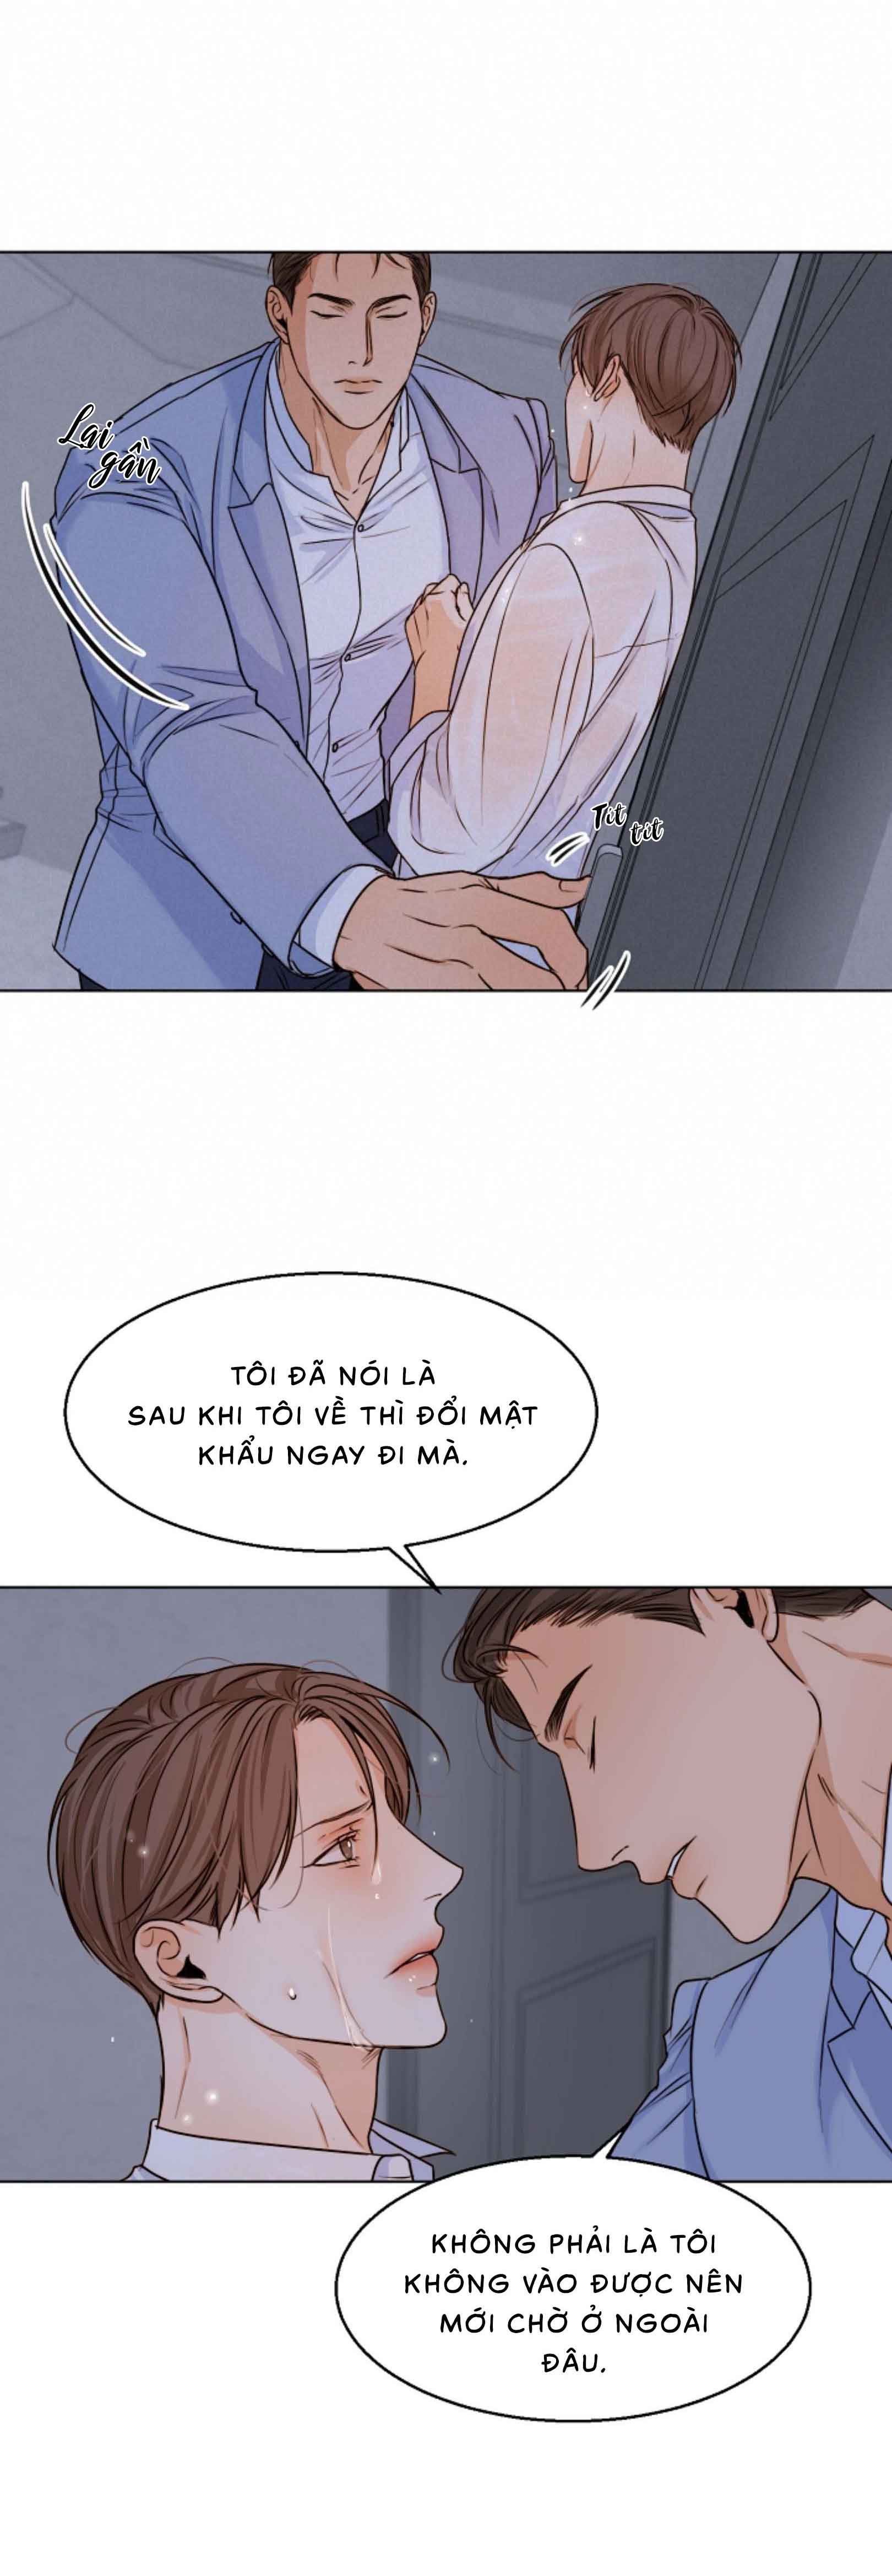 Lại
gần
Tít
tít
TÔI ĐÃ NÓI LÀ
SAU KHI TÔI VỀ THÌ ĐỔI MẬT
KHẨU NGAY ĐI MÀ.
KHÔNG PHẢI LÀ TÔI
KHÔNG VÀO ĐƯỢC NÊN
MỚI CHỜ Ở NGOÀI
ĐÂU.